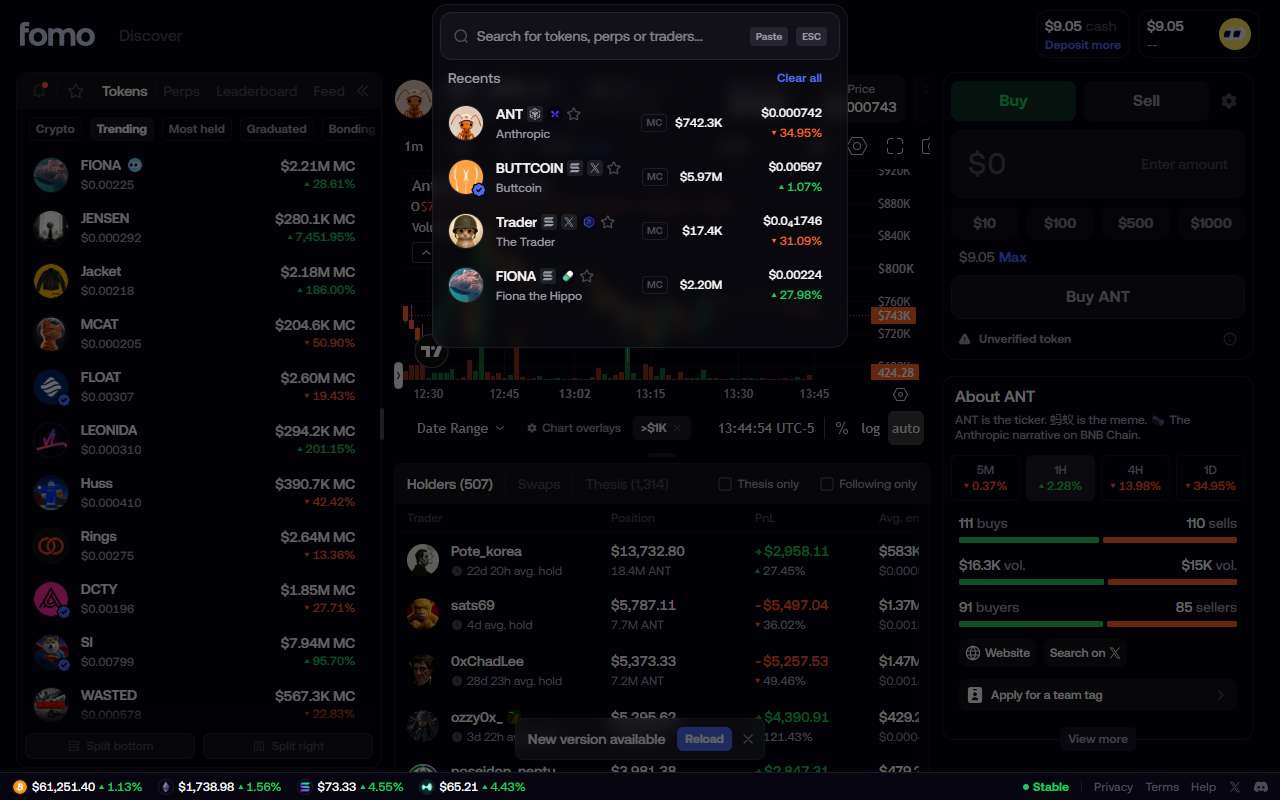 fomo
Discover
Search for tokens, perps or traders...
Paste
ESC
$9.05 cash
Deposit more
$9.05
--
Recents
Clear all
ANT
Anthropic
MC
$742.3K
$0.000742
34.95%
BUTTCOIN
Buttcoin
MC
$5.97M
$0.00597
1.07%
Trader
The Trader
MC
$17.4K
$0.0₄1746
31.09%
FIONA
Fiona the Hippo
MC
$2.20M
$0.00224
27.98%
Tokens
Perps
Leaderboard
Feed
Crypto
Trending
Most held
Graduated
Bonding
FIONA
$2.21M MC
$0.00225
28.61%
JENSEN
$280.1K MC
$0.000292
7,451.95%
Jacket
$2.18M MC
$0.00218
186.00%
MCAT
$204.6K MC
$0.000205
50.90%
FLOAT
$2.60M MC
$0.00307
19.43%
LEONIDA
$294.2K MC
$0.000310
201.15%
Huss
$390.7K MC
$0.000410
42.42%
Rings
$2.64M MC
$0.00275
13.36%
DCTY
$1.85M MC
$0.00196
27.71%
SI
$7.94M MC
$0.00799
95.70%
WASTED
$567.3K MC
$0.000578
22.83%
Split bottom
Split right
Price
1m
$920K
$880K
$840K
$800K
$760K
$743K
$720K
424.28
12:30
12:45
13:02
13:15
13:30
13:45
Date Range
Chart overlays
>$1K
13:44:54 UTC-5
%
log
auto
Holders (507)
Swaps
Thesis (1,314)
Thesis only
Following only
Trader
Position
PnL
Pote_korea
$13,732.80
+$2,958.11
$583K
22d 20h avg. hold
18.4M ANT
27.45%
sats69
$5,787.11
-$5,497.04
$1.37M
4d avg. hold
7.7M ANT
36.02%
0xChadLee
$5,373.33
-$5,257.53
$1.47M
28d 23h avg. hold
7.2M ANT
49.46%
ozzy0x_
$5,295.62
+$4,390.91
121.43%
New version available
Reload
Buy
Sell
$0
Enter amount
$10
$100
$500
$1000
$9.05 Max
Buy ANT
Unverified token
About ANT
ANT is the ticker. 蚂蚁 is the meme. 🐜 The
Anthropic narrative on BNB Chain.
5M
0.37%
1H
2.28%
4H
13.98%
1D
34.95%
111 buys
110 sells
$16.3K vol.
$15K vol.
91 buyers
85 sellers
Website
Search on X
Apply for a team tag
View more
$61,251.40 1.13%
$1,738.98 1.56%
$73.33 4.55%
$65.21 4.43%
Stable
Privacy
Terms
Help